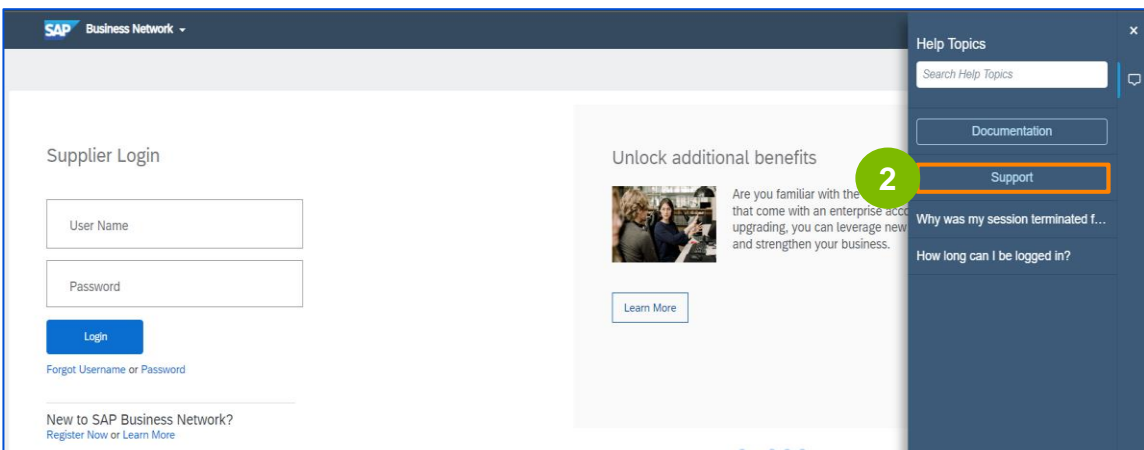 SAP Business Network
Supplier Login
User Name
Password
Login
Forgot Username or Password
New to SAP Business Network?
Register Now or Learn More
Unlock additional benefits
Are you familiar with the
that come with an enterprise acco
upgrading, you can leverage new
and strengthen your business.
Learn More
Help Topics
Search Help Topics
Documentation
2
Support
Why was my session terminated f...
How long can I be logged in?